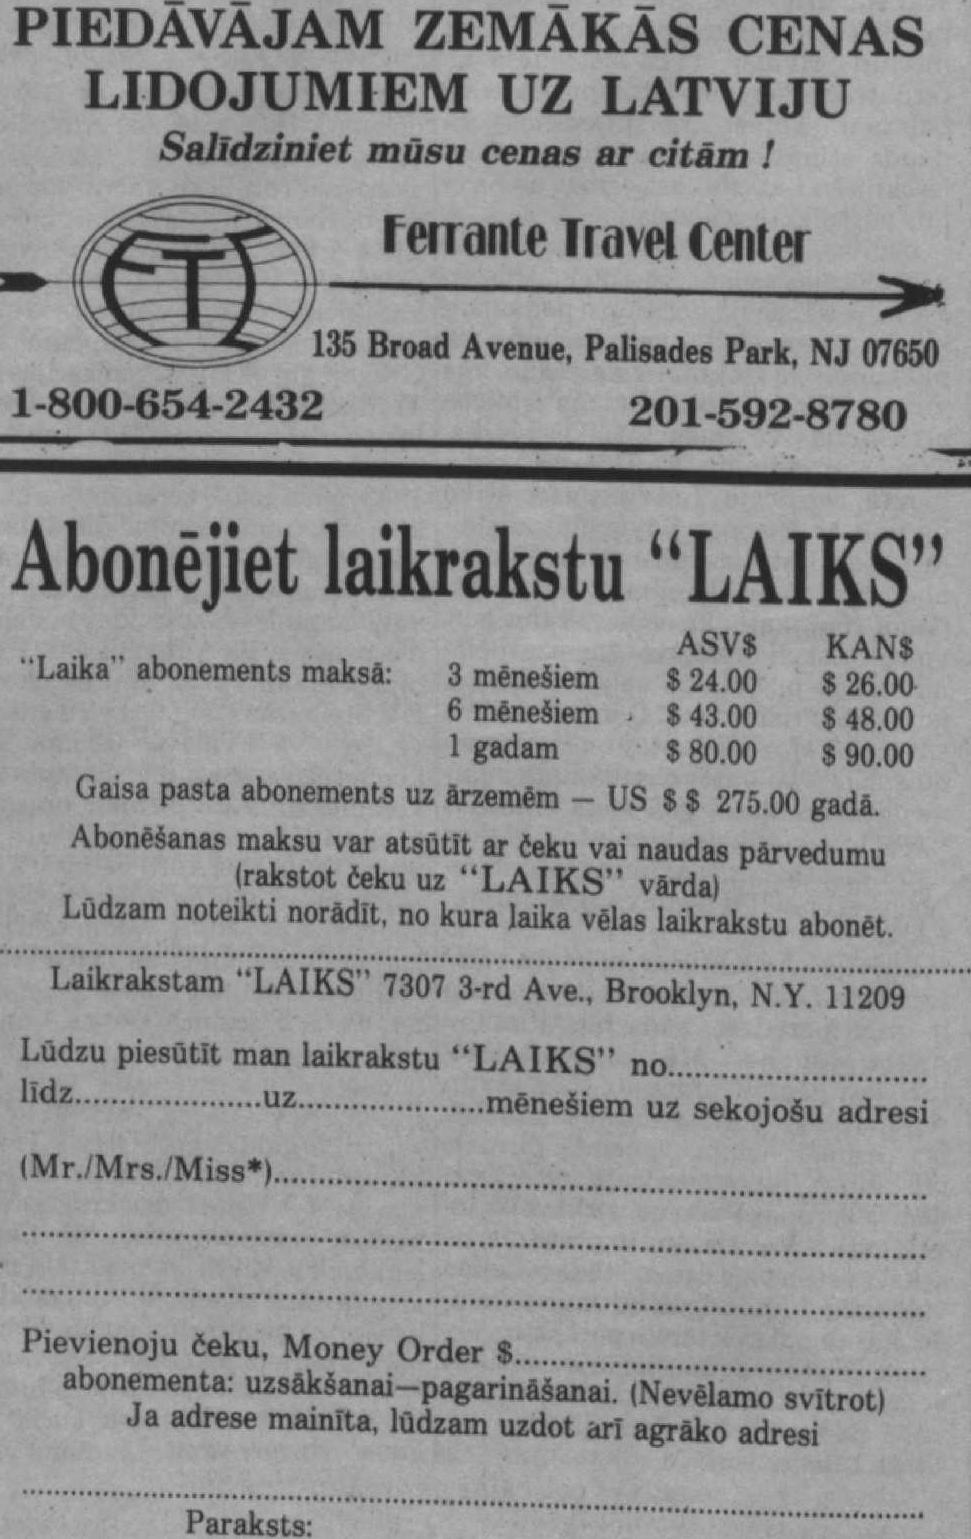 PIEDĀVĀJAM ZEMĀKĀS CENAS
LIDOJUMIEM UZ LATVIJU
Salīdziniet mūsu cenas ar citām !
FTC
Ferrante Travel Center
135 Broad Avenue, Palisades Park, NJ 07650
1-800-654-2432 201-592-8780
Abonējiet laikrakstu “LAIKS”
ASV$ KAN$
“Laika” abonements maksā: 3 mēnešiem $ 24.00 $ 26.00
6 mēnešiem $ 43.00 $ 48.00
1 gadam $ 80.00 $ 90.00
Gaisa pasta abonements uz ārzemēm — US $ $ 275.00 gadā.
Abonēšanas maksu var atsūtīt ar čeku vai naudas pārvedumu
(rakstot čeku uz “LAIKS” vārda)
Lūdzam noteikti norādīt, no kura laika vēlas laikrakstu abonēt.
Laikrakstam “LAIKS” 7307 3-rd Ave., Brooklyn, N.Y. 11209
Lūdzu piesūtīt man laikrakstu “LAIKS” no............................
līdz.....................uz.....................mēnešiem uz sekojošu adresi
(Mr./Mrs./Miss*)..........................................................................
Pievienoju čeku, Money Order $..............................................
abonementa: uzsākšanai—pagarināšanai. (Nevēlamo svītrot)
Ja adrese mainīta, lūdzam uzdot arī agrāko adresi
Paraksts: